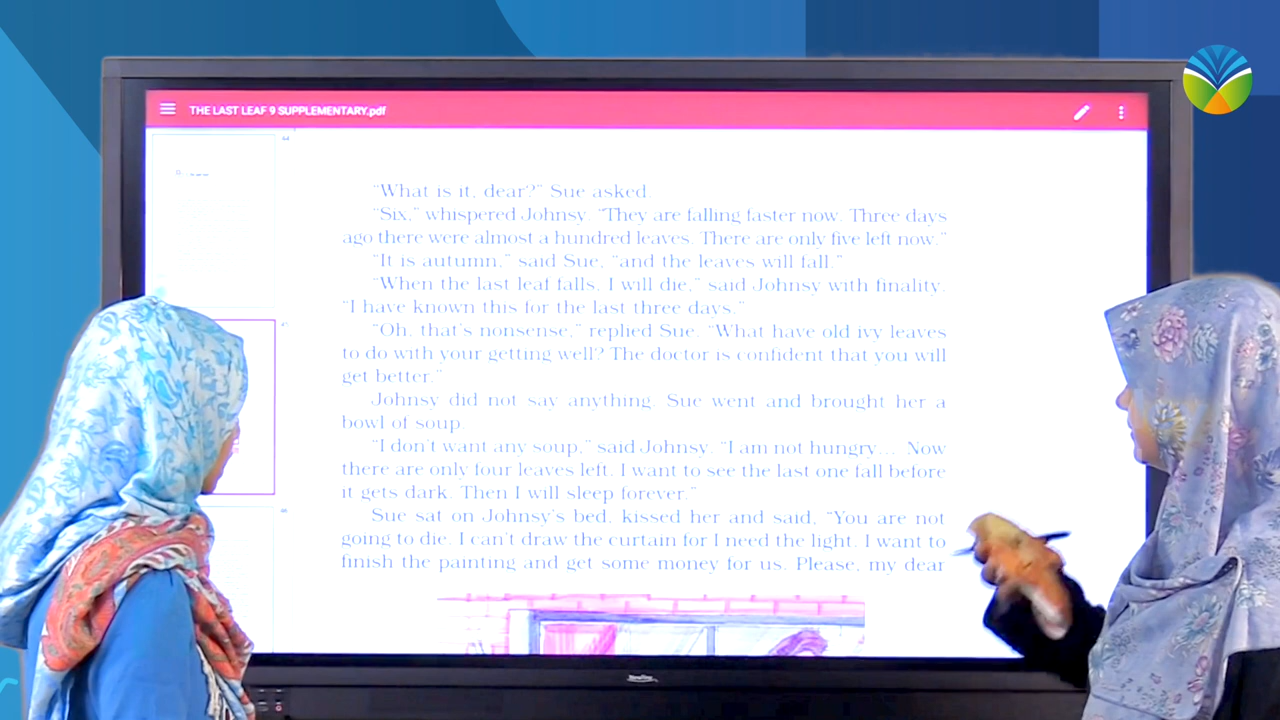 THE LAST LEAF 9 SUPPLEMENTARY.pdf
"What is it, dear?" Sue asked.
"Six," whispered Johnsy. "They are falling faster now. Three days
ago there were almost a hundred leaves. There are only five left now."
"It is autumn," said Sue, "and the leaves will fall."
"When the last leaf falls, I will die," said Johnsy with finality.
"I have known this for the last three days."
"Oh, that's nonsense," replied Sue. "What have old ivy leaves
to do with your getting well? The doctor is confident that you will
get better."
Johnsy did not say anything. Sue went and brought her a
bowl of soup.
"I don't want any soup," said Johnsy. "I am not hungry... Now
there are only four leaves left. I want to see the last one fall before
it gets dark. Then I will sleep forever."
Sue sat on Johnsy's bed, kissed her and said, "You are not
going to die. I can't draw the curtain for I need the light. I want to
finish the painting and get some money for us. Please, my dear